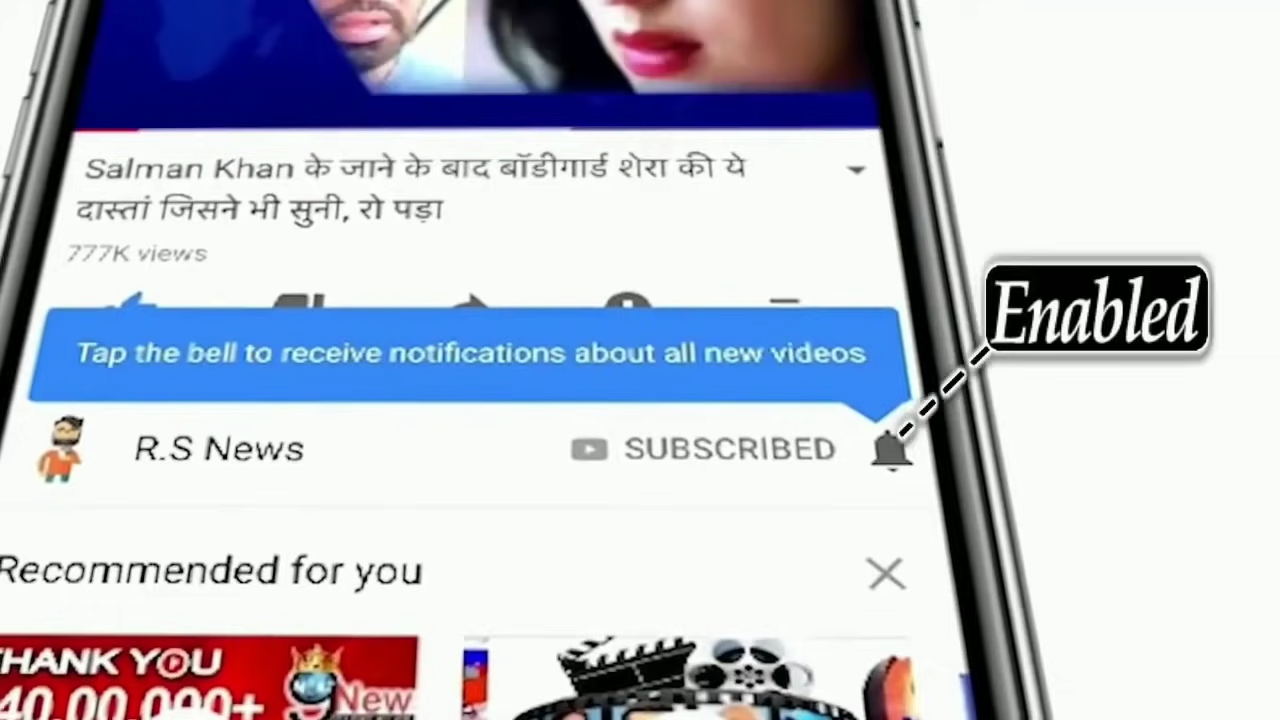 Salman Khan के जाने के बाद बॉडीगार्ड शेरा की ये
दास्तां जिसने भी सुनी, रो पड़ा
777K views
Tap the bell to receive notifications about all new videos
Enabled
R.S News
SUBSCRIBED
Recommended for you
THANK YOU
40,00,000+
New